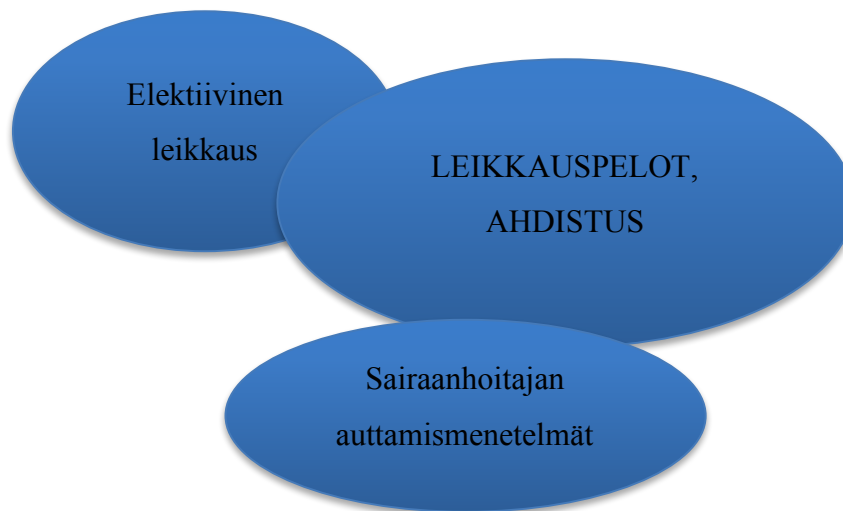 Elektiivinen
leikkaus
LEIKKAUSPELOT,
AHDISTUS
Sairaanhoitajan
auttamismenetelmät